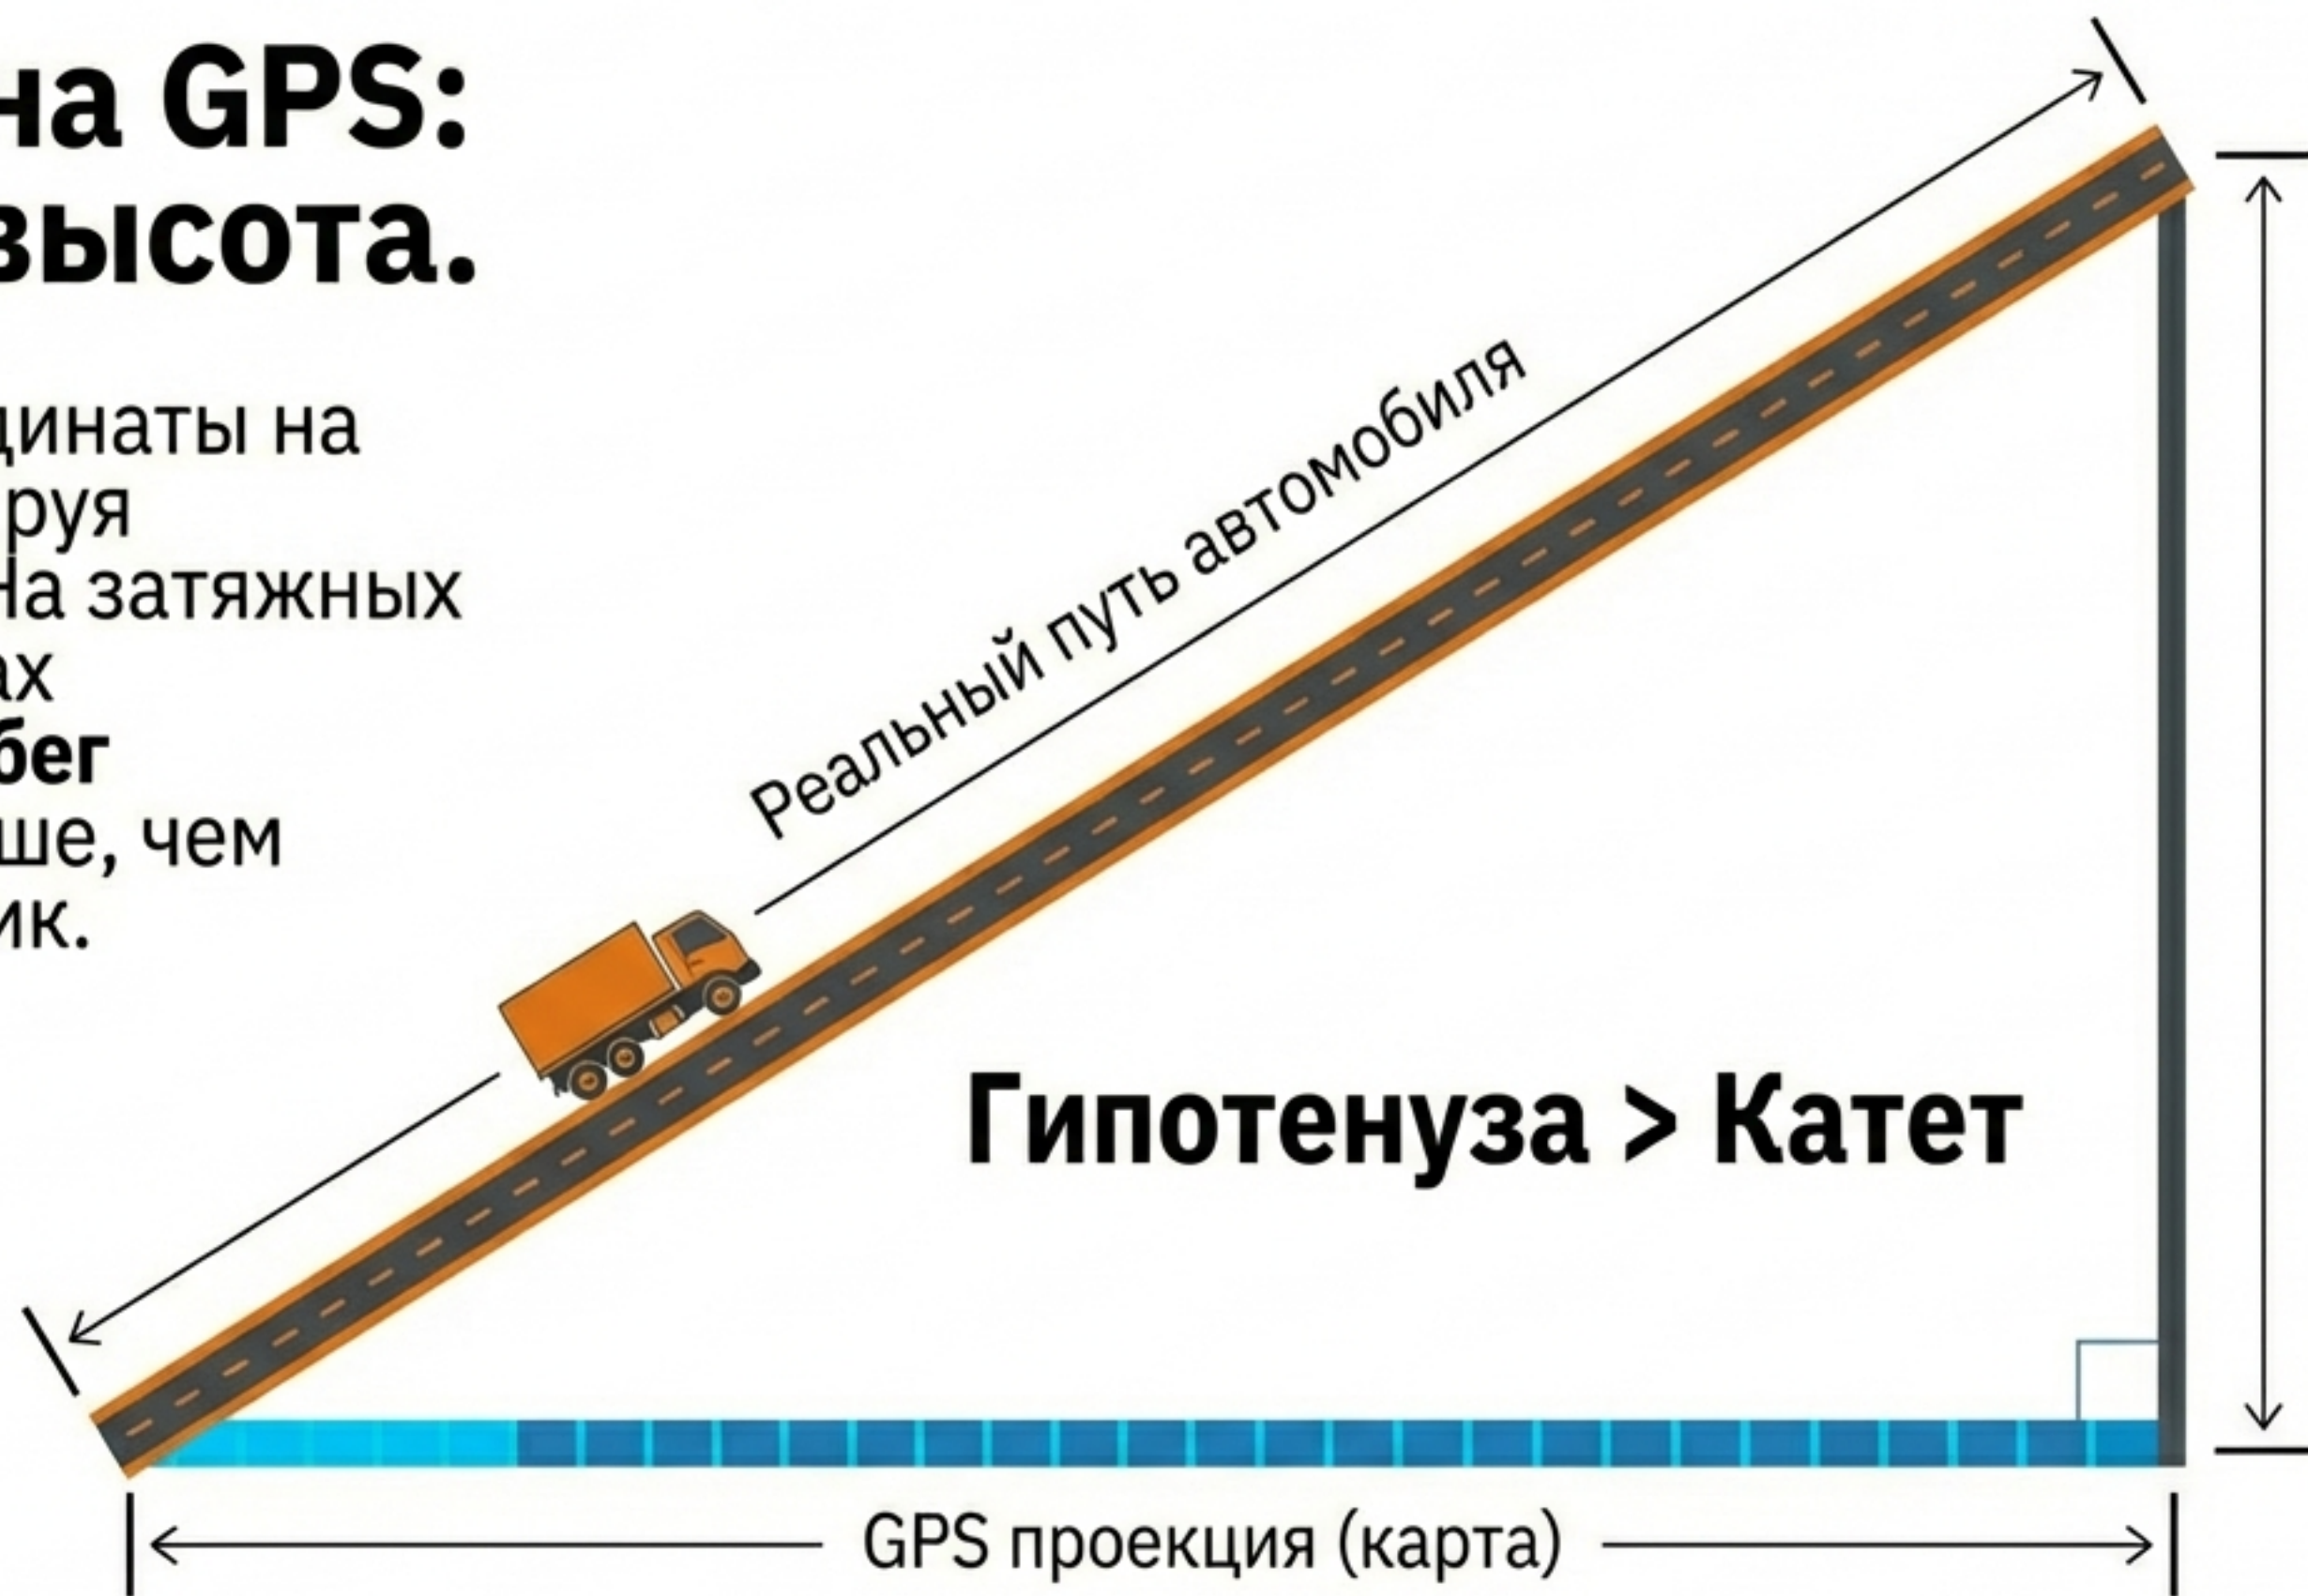 на GPS:
высота.
динаты на
руя
На затяжных
ах
бег
ше, чем
ик.
Реальный путь автомобиля
Гипотенуза > Катет
GPS проекция (карта)